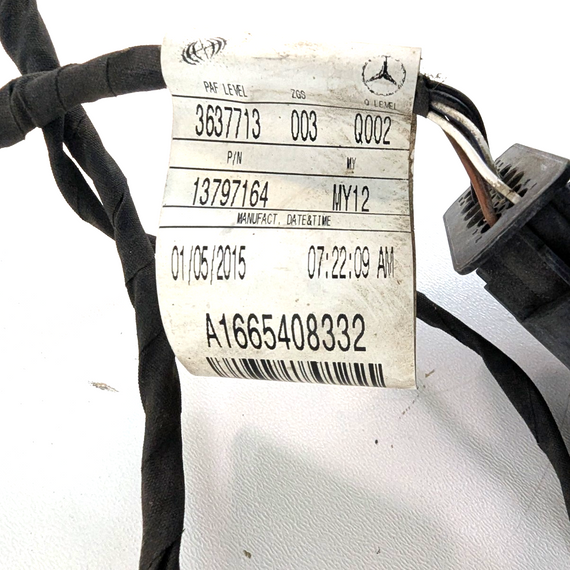 PAF LEVEL ZGS Q LEVEL
3637713 003 Q002
P/N MY
13797164 MY12
MANUFACT. DATE&TIME
01/05/2015 07:22:09 AM
A1665408332